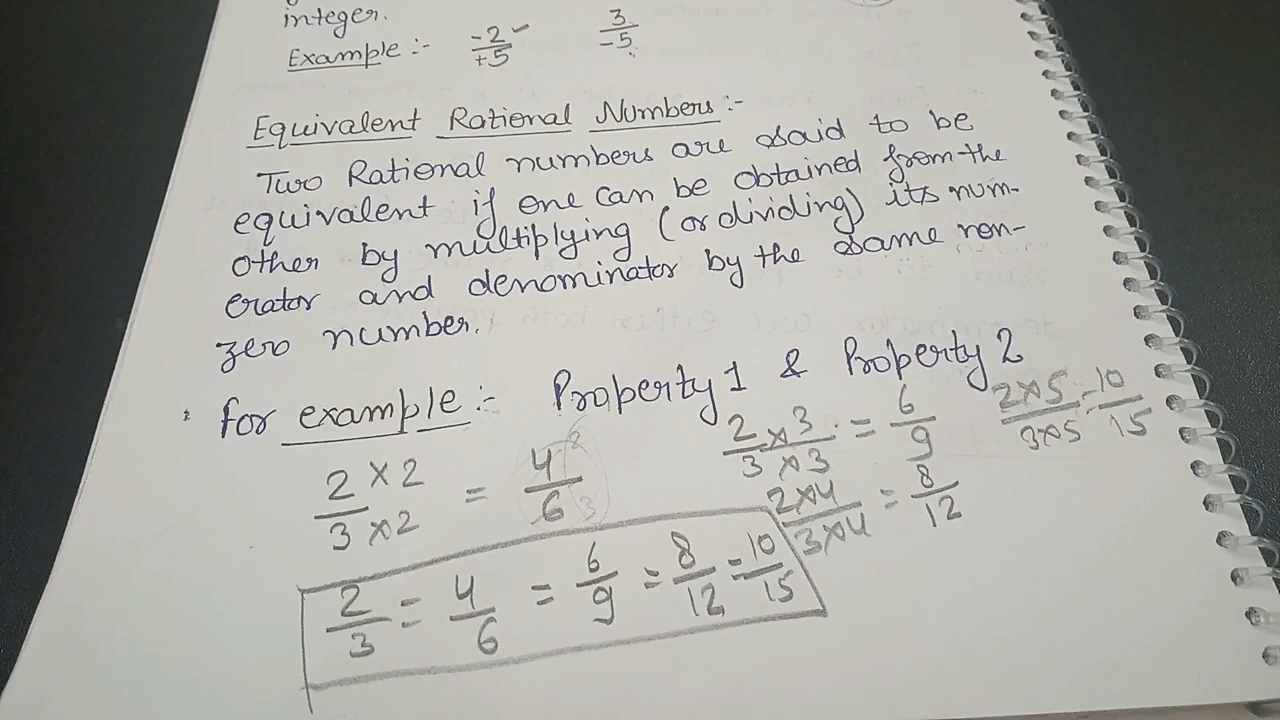 integer.
Example :- -2/+5 3/-5
Equivalent Rational Numbers :-
Two Rational numbers are said to be
equivalent if one can be obtained from the
other by multiplying (or dividing) its num-
erator and denominator by the same non-
zero number.
for example :- Property 1 & Property 2
2×2/3×2 = 4/6
2×3/3×3 = 6/9
2×5/3×5 = 10/15
2×4/3×4 = 8/12
2/3 = 4/6 = 6/9 = 8/12 = 10/15